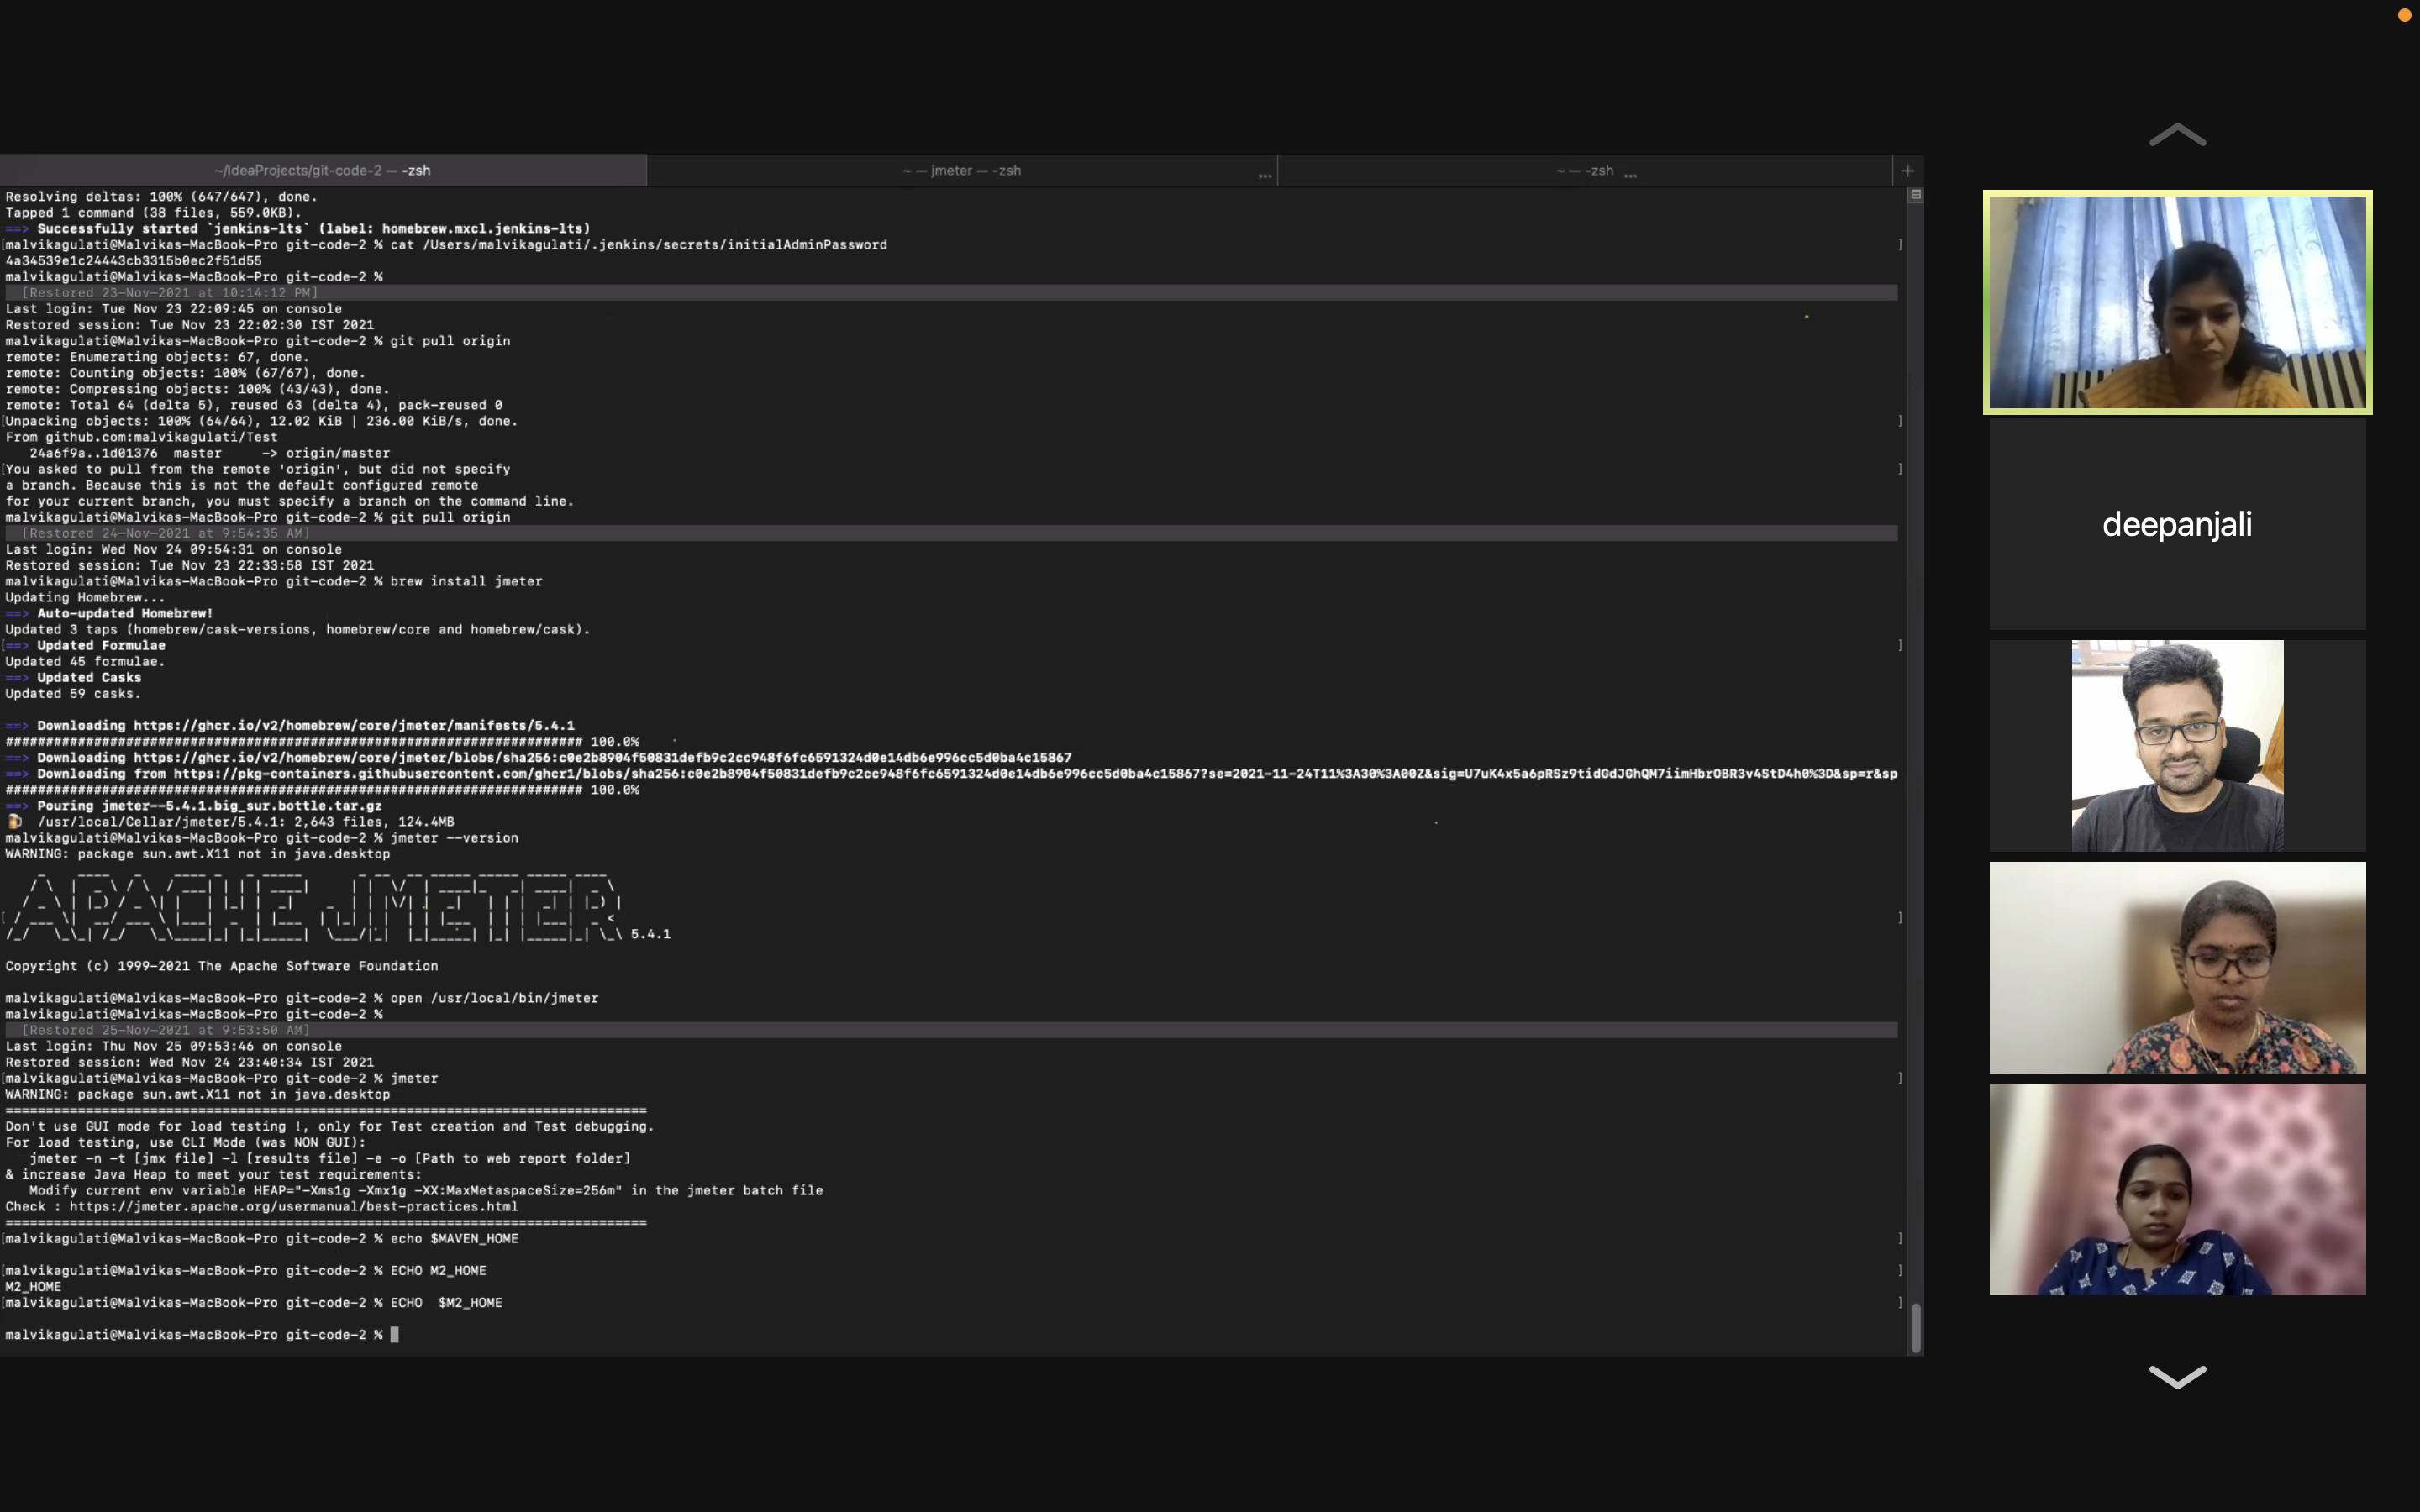 ~/IdeaProjects/git-code-2 — -zsh
~ — jmeter — -zsh ...
~ — -zsh ...
+
Resolving deltas: 100% (647/647), done.
Tapped 1 command (38 files, 559.0KB).
==> Successfully started `jenkins-lts` (label: homebrew.mxcl.jenkins-lts)
[malvikagulati@Malvikas-MacBook-Pro git-code-2 % cat /Users/malvikagulati/.jenkins/secrets/initialAdminPassword ]
4a34539e1c24443cb3315b0ec2f51d55
malvikagulati@Malvikas-MacBook-Pro git-code-2 %
[Restored 23-Nov-2021 at 10:14:12 PM]
Last login: Tue Nov 23 22:09:45 on console
Restored session: Tue Nov 23 22:02:30 IST 2021
malvikagulati@Malvikas-MacBook-Pro git-code-2 % git pull origin
remote: Enumerating objects: 67, done.
remote: Counting objects: 100% (67/67), done.
remote: Compressing objects: 100% (43/43), done.
remote: Total 64 (delta 5), reused 63 (delta 4), pack-reused 0
[Unpacking objects: 100% (64/64), 12.02 KiB | 236.00 KiB/s, done. ]
From github.com:malvikagulati/Test
24a6f9a..1d01376  master     -> origin/master
[You asked to pull from the remote 'origin', but did not specify ]
a branch. Because this is not the default configured remote
for your current branch, you must specify a branch on the command line.
malvikagulati@Malvikas-MacBook-Pro git-code-2 % git pull origin
[Restored 24-Nov-2021 at 9:54:35 AM]
Last login: Wed Nov 24 09:54:31 on console
Restored session: Tue Nov 23 22:33:58 IST 2021
malvikagulati@Malvikas-MacBook-Pro git-code-2 % brew install jmeter
Updating Homebrew...
==> Auto-updated Homebrew!
Updated 3 taps (homebrew/cask-versions, homebrew/core and homebrew/cask).
[==> Updated Formulae ]
Updated 45 formulae.
==> Updated Casks
Updated 59 casks.
==> Downloading https://ghcr.io/v2/homebrew/core/jmeter/manifests/5.4.1
######################################################################## 100.0%
==> Downloading https://ghcr.io/v2/homebrew/core/jmeter/blobs/sha256:c0e2b8904f50831defb9c2cc948f6fc6591324d0e14db6e996cc5d0ba4c15867
==> Downloading from https://pkg-containers.githubusercontent.com/ghcr1/blobs/sha256:c0e2b8904f50831defb9c2cc948f6fc6591324d0e14db6e996cc5d0ba4c15867?se=2021-11-24T11%3A30%3A00Z&sig=U7uK4x5a6pRSz9tidGdJGhQM7iimHbrOBR3v4StD4h0%3D&sp=r&sp
######################################################################## 100.0%
==> Pouring jmeter--5.4.1.big_sur.bottle.tar.gz
🍺  /usr/local/Cellar/jmeter/5.4.1: 2,643 files, 124.4MB
malvikagulati@Malvikas-MacBook-Pro git-code-2 % jmeter --version
WARNING: package sun.awt.X11 not in java.desktop
APACHE JMETER 5.4.1
Copyright (c) 1999-2021 The Apache Software Foundation
malvikagulati@Malvikas-MacBook-Pro git-code-2 % open /usr/local/bin/jmeter
malvikagulati@Malvikas-MacBook-Pro git-code-2 %
[Restored 25-Nov-2021 at 9:53:50 AM]
Last login: Thu Nov 25 09:53:46 on console
Restored session: Wed Nov 24 23:40:34 IST 2021
[malvikagulati@Malvikas-MacBook-Pro git-code-2 % jmeter ]
WARNING: package sun.awt.X11 not in java.desktop
================================================================================
Don't use GUI mode for load testing !, only for Test creation and Test debugging.
For load testing, use CLI Mode (was NON GUI):
jmeter -n -t [jmx file] -l [results file] -e -o [Path to web report folder]
& increase Java Heap to meet your test requirements:
Modify current env variable HEAP="-Xms1g -Xmx1g -XX:MaxMetaspaceSize=256m" in the jmeter batch file
Check : https://jmeter.apache.org/usermanual/best-practices.html
================================================================================
[malvikagulati@Malvikas-MacBook-Pro git-code-2 % echo $MAVEN_HOME ]
[malvikagulati@Malvikas-MacBook-Pro git-code-2 % ECHO M2_HOME ]
M2_HOME
[malvikagulati@Malvikas-MacBook-Pro git-code-2 % ECHO  $M2_HOME ]
malvikagulati@Malvikas-MacBook-Pro git-code-2 %
deepanjali